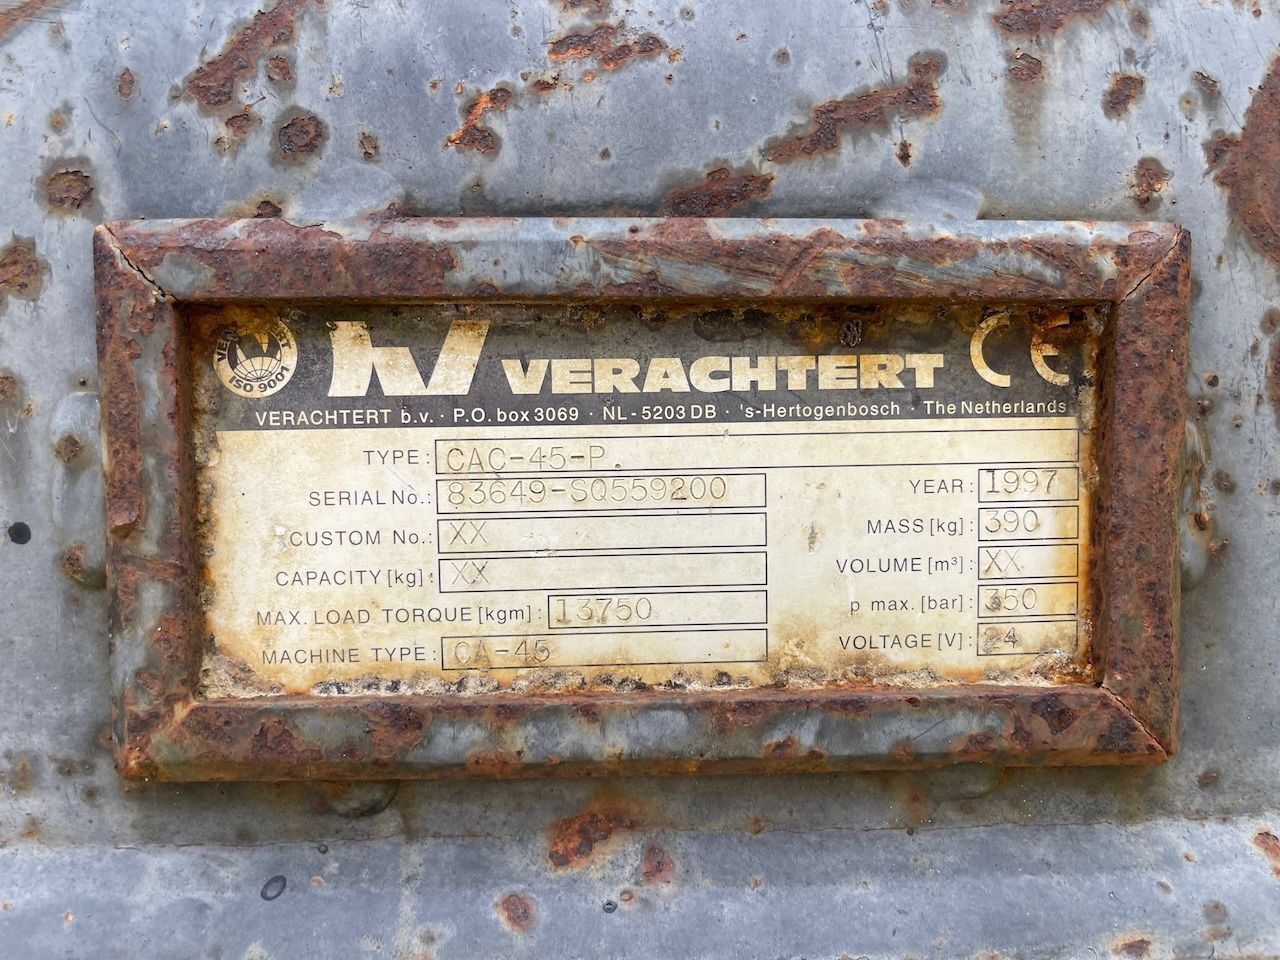 VERACHTERT
ISO 9001
VERACHTERT CE
VERACHTERT b.v. · P.O. box 3069 · NL-5203 DB · 's-Hertogenbosch · The Netherlands
TYPE: CAC-45-P.
SERIAL No.: 83649-SQ559200 YEAR: 1997
CUSTOM No.: XX MASS [kg]: 390
CAPACITY [kg]: XX VOLUME [m³]: XX
MAX. LOAD TORQUE [kgm]: 13750 p max. [bar]: 350
MACHINE TYPE: CA-45 VOLTAGE [V]: 24